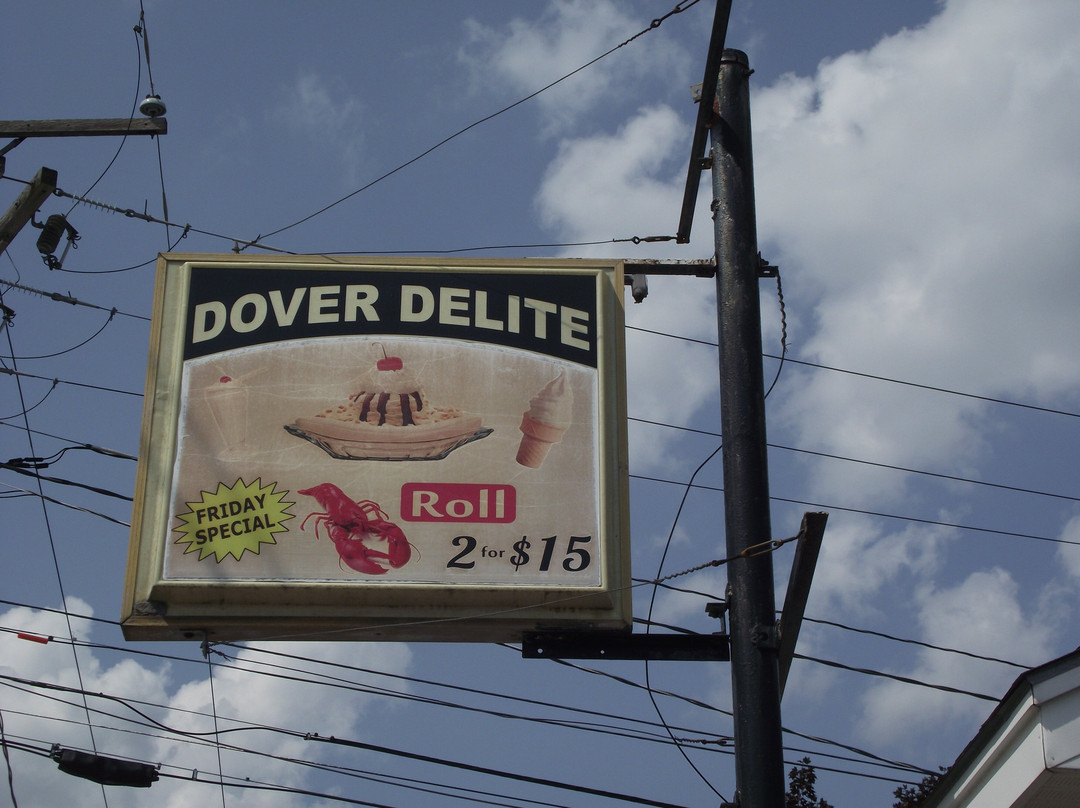 DOVER DELITE
FRIDAY
SPECIAL
Roll
2 for $15